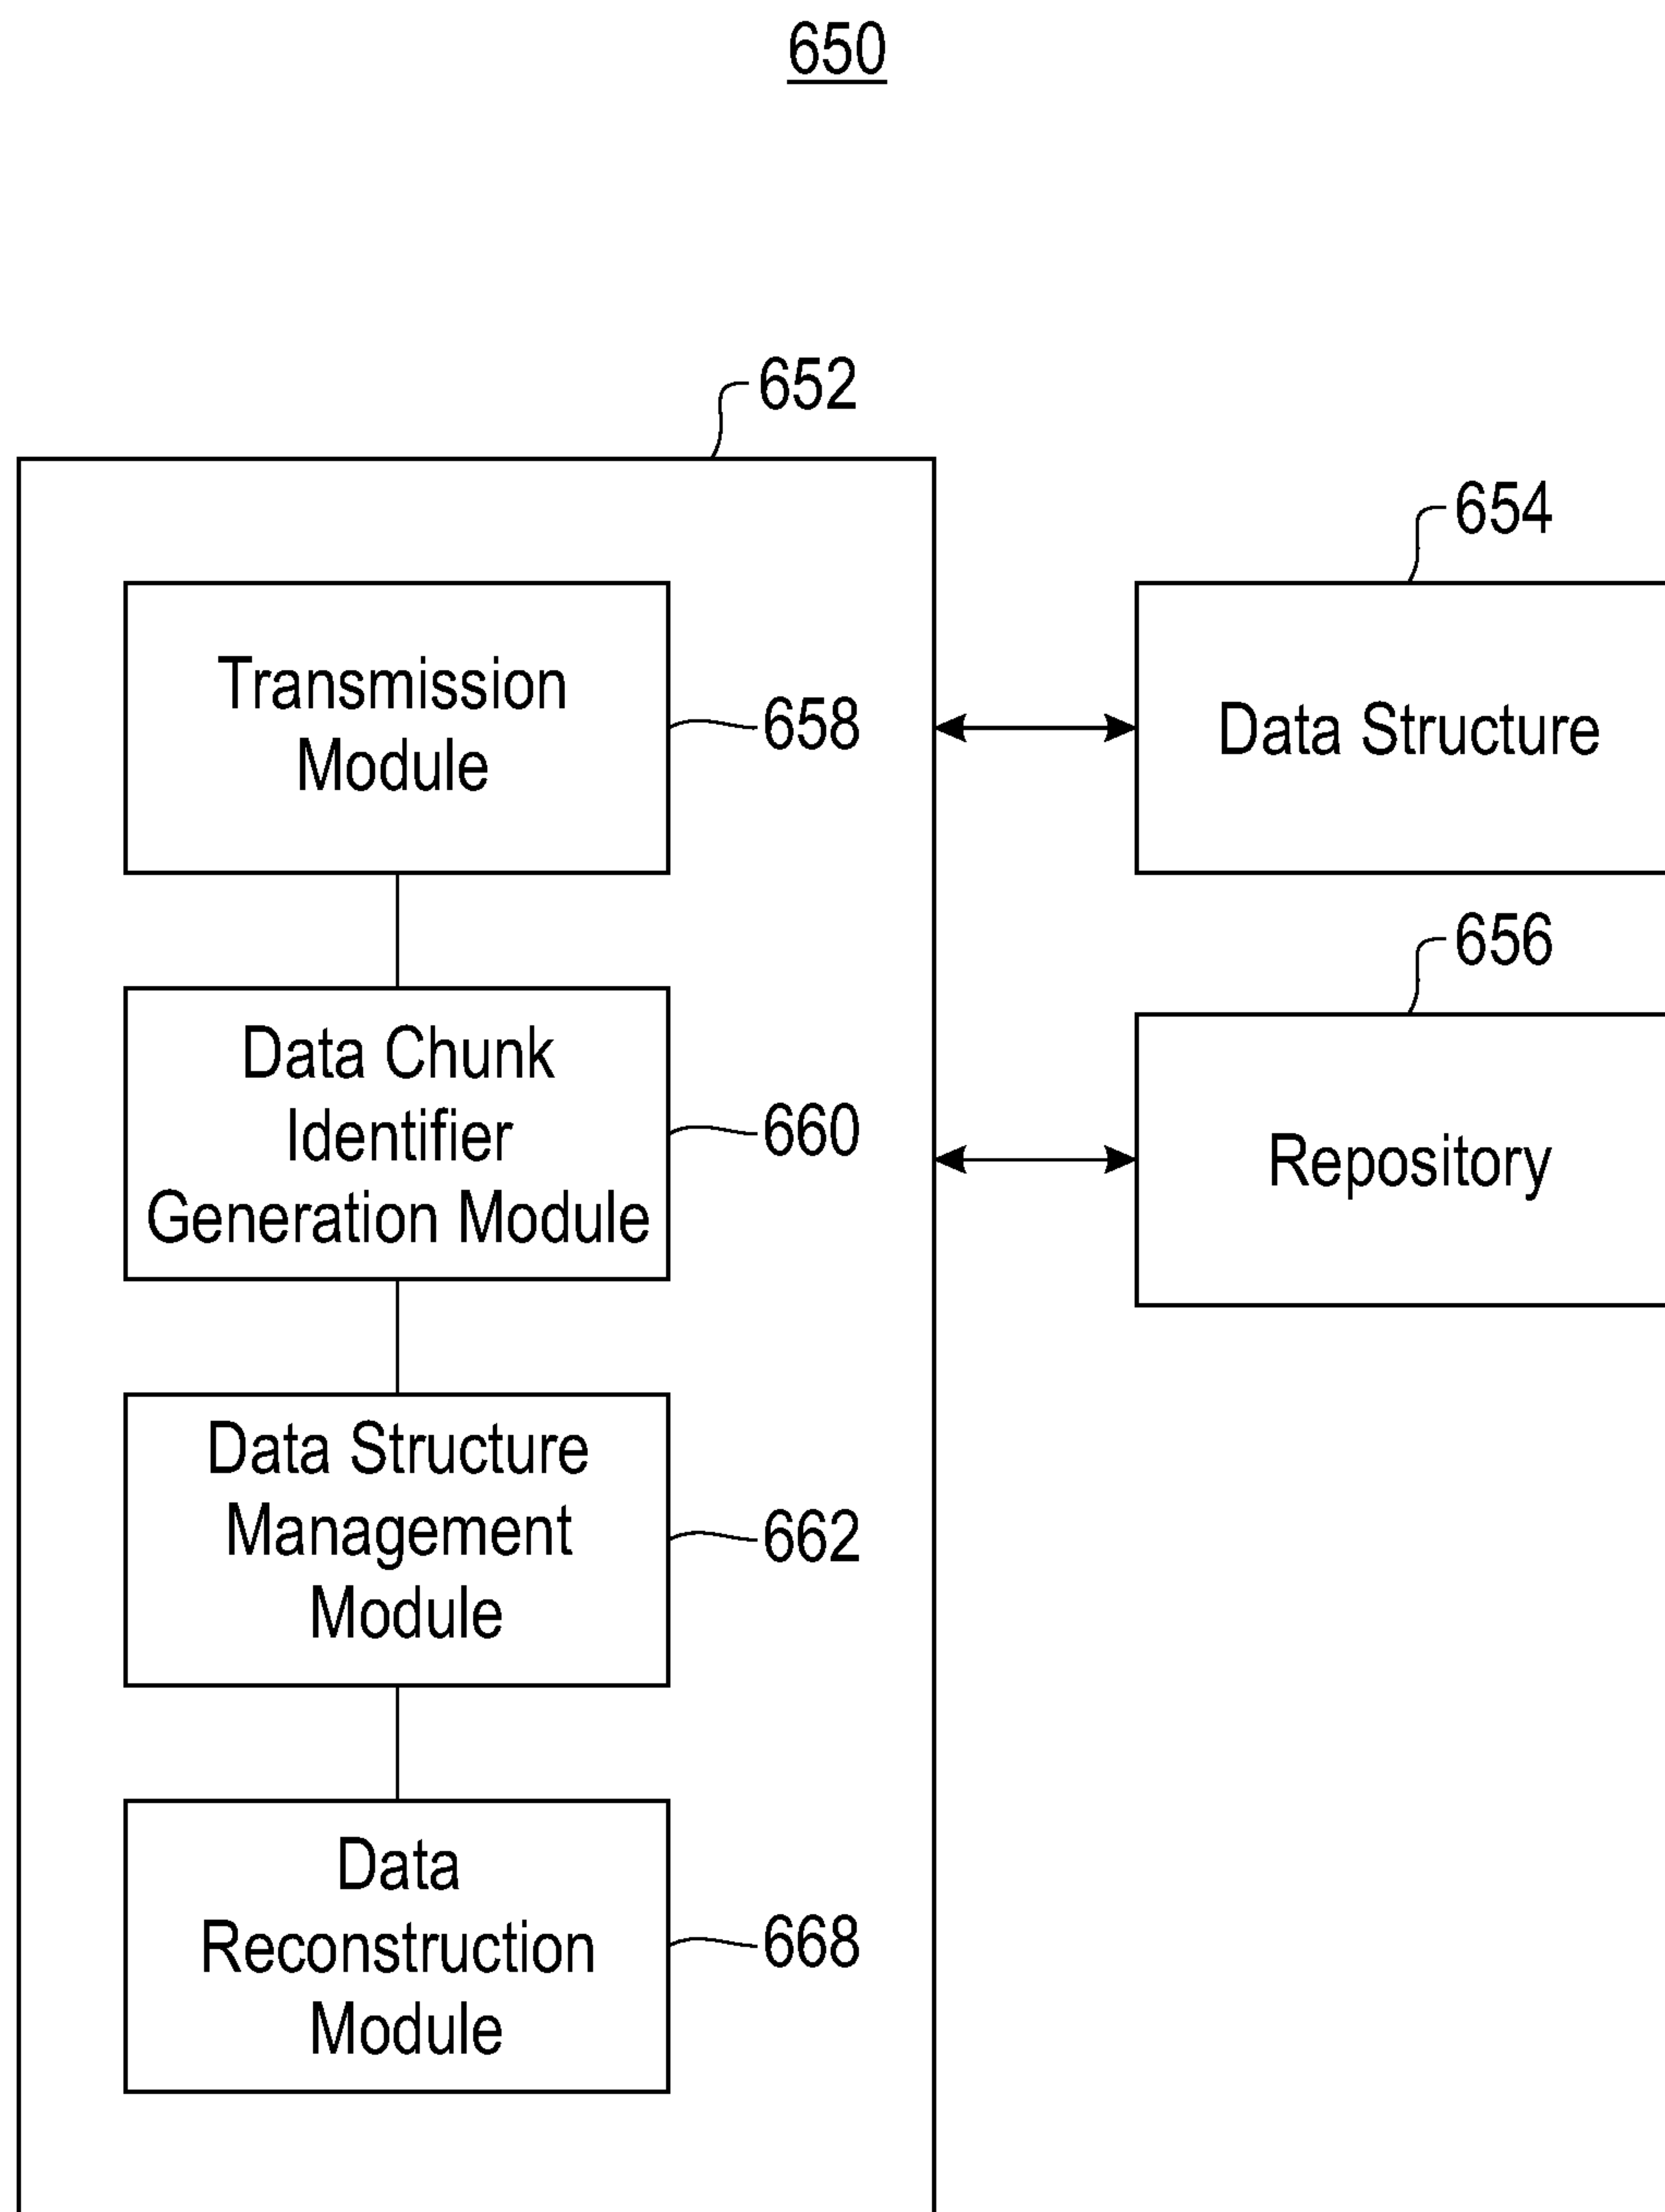 650
652
654
Transmission
Module
658
Data Structure
656
Data Chunk
Identifier
Generation Module
660
Repository
Data Structure
Management
Module
662
Data
Reconstruction
Module
668